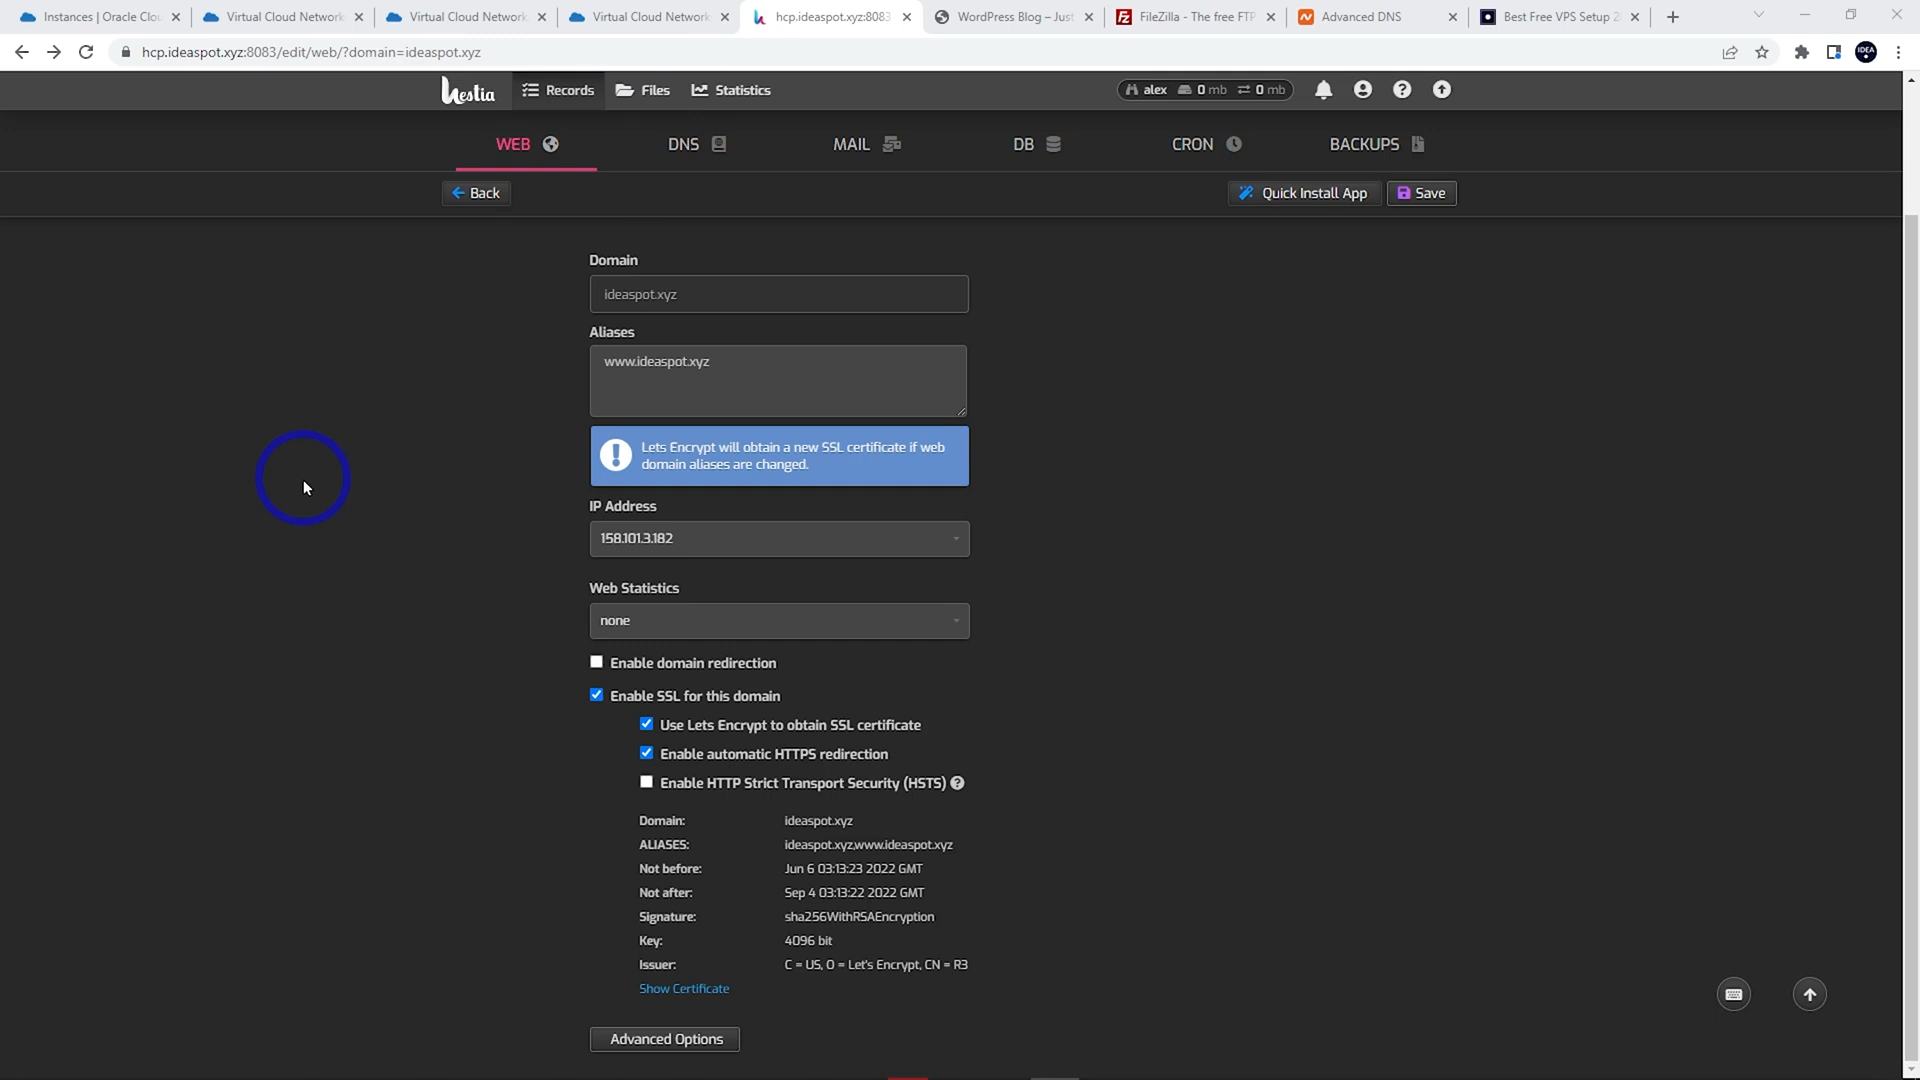 Instances | Oracle Clou
Virtual Cloud Network
Virtual Cloud Network
Virtual Cloud Network
hcp.ideaspot.xyz:8083
WordPress Blog – Just
FileZilla - The free FTP
Advanced DNS
Best Free VPS Setup 2
hcp.ideaspot.xyz:8083/edit/web/?domain=ideaspot.xyz
IDEA
hestia
Records
Files
Statistics
alex 0 mb 0 mb
WEB
DNS
MAIL
DB
CRON
BACKUPS
Back
Quick Install App
Save
Domain
ideaspot.xyz
Aliases
www.ideaspot.xyz
Lets Encrypt will obtain a new SSL certificate if web
domain aliases are changed.
IP Address
158.101.3.182
Web Statistics
none
Enable domain redirection
Enable SSL for this domain
Use Lets Encrypt to obtain SSL certificate
Enable automatic HTTPS redirection
Enable HTTP Strict Transport Security (HSTS) ?
Domain: ideaspot.xyz
ALIASES: ideaspot.xyz,www.ideaspot.xyz
Not before: Jun 6 03:13:23 2022 GMT
Not after: Sep 4 03:13:22 2022 GMT
Signature: sha256WithRSAEncryption
Key: 4096 bit
Issuer: C = US, O = Let's Encrypt, CN = R3
Show Certificate
Advanced Options